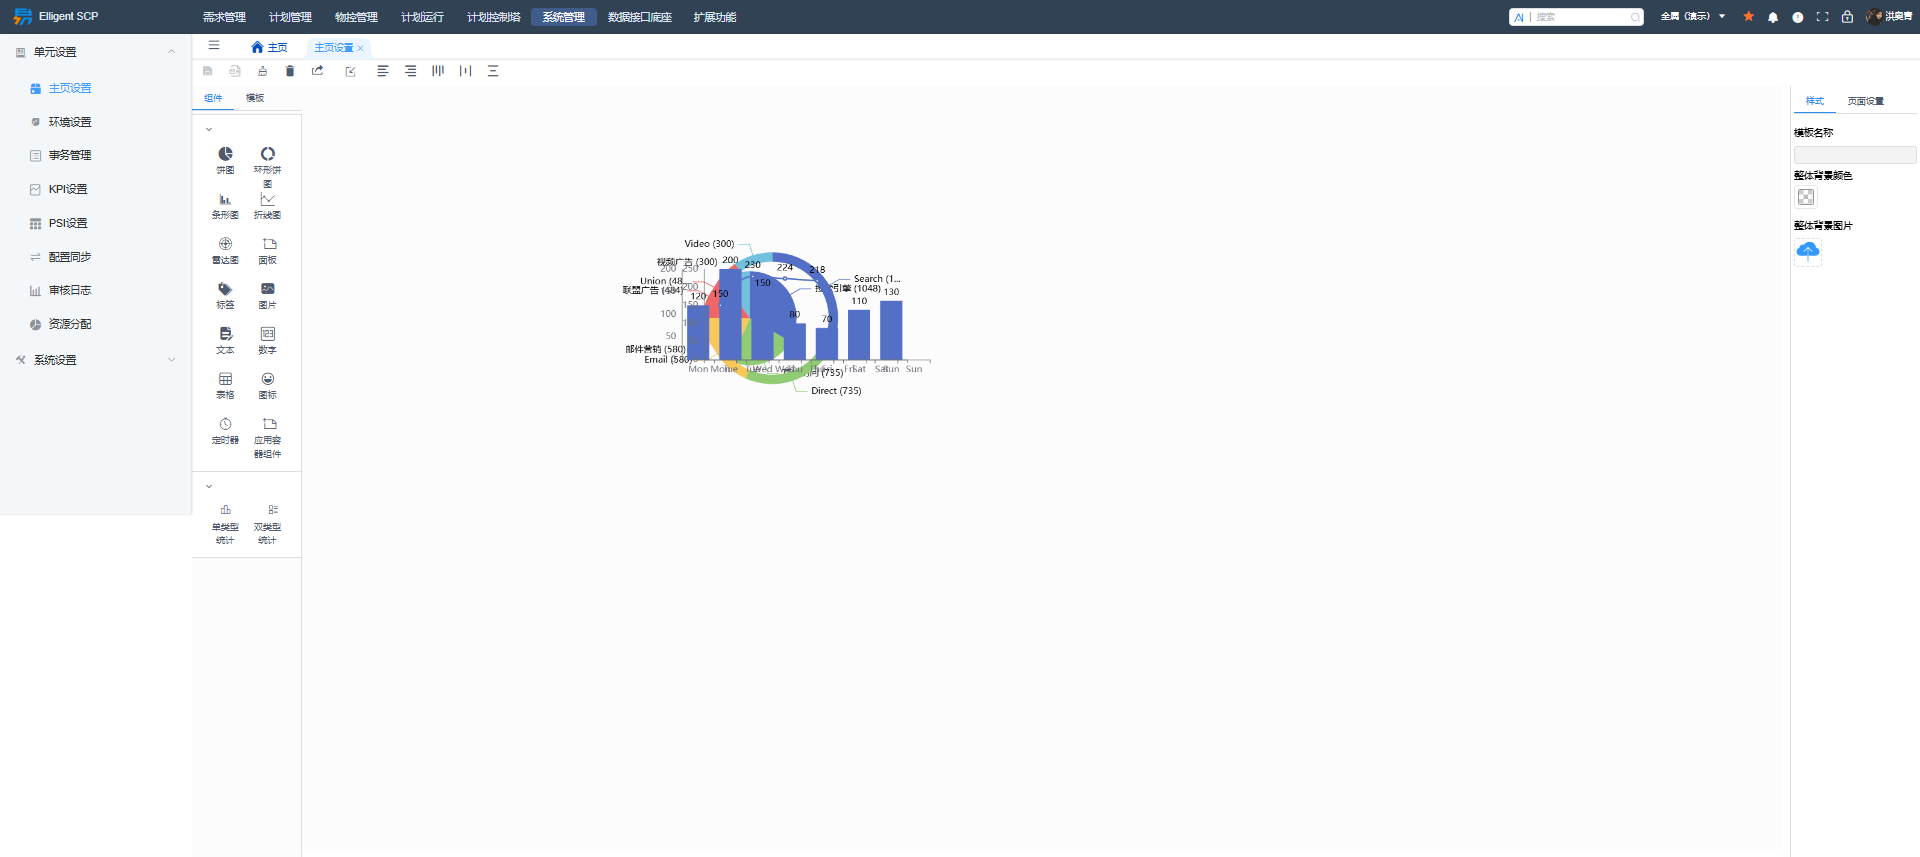 Elligent SCP
需求管理
计划管理
物控管理
计划运行
计划控制塔
系统管理
数据接口底座
扩展功能
搜索
全属（演示）
洪奕青
单元设置
主页设置
环境设置
事务管理
KPI设置
PSI设置
配置同步
审核日志
资源分配
系统设置
主页
主页设置
组件
模板
饼图
环形饼图
条形图
折线图
雷达图
面板
标签
图片
文本
数字
表格
图标
定时器
应用容器组件
单类型统计
双类型统计
Video (300)
视频广告 (300)
200
230
224
218
Search (1...
Union (48
联盟广告 (484)
引擎 (1048)
200
250
200
150
100
50
120
150
150
80
70
110
130
邮件营销 (580)
Email (580)
问 (735)
Direct (735)
Mon
Sat
Sun
样式
页面设置
模板名称
整体背景颜色
整体背景图片